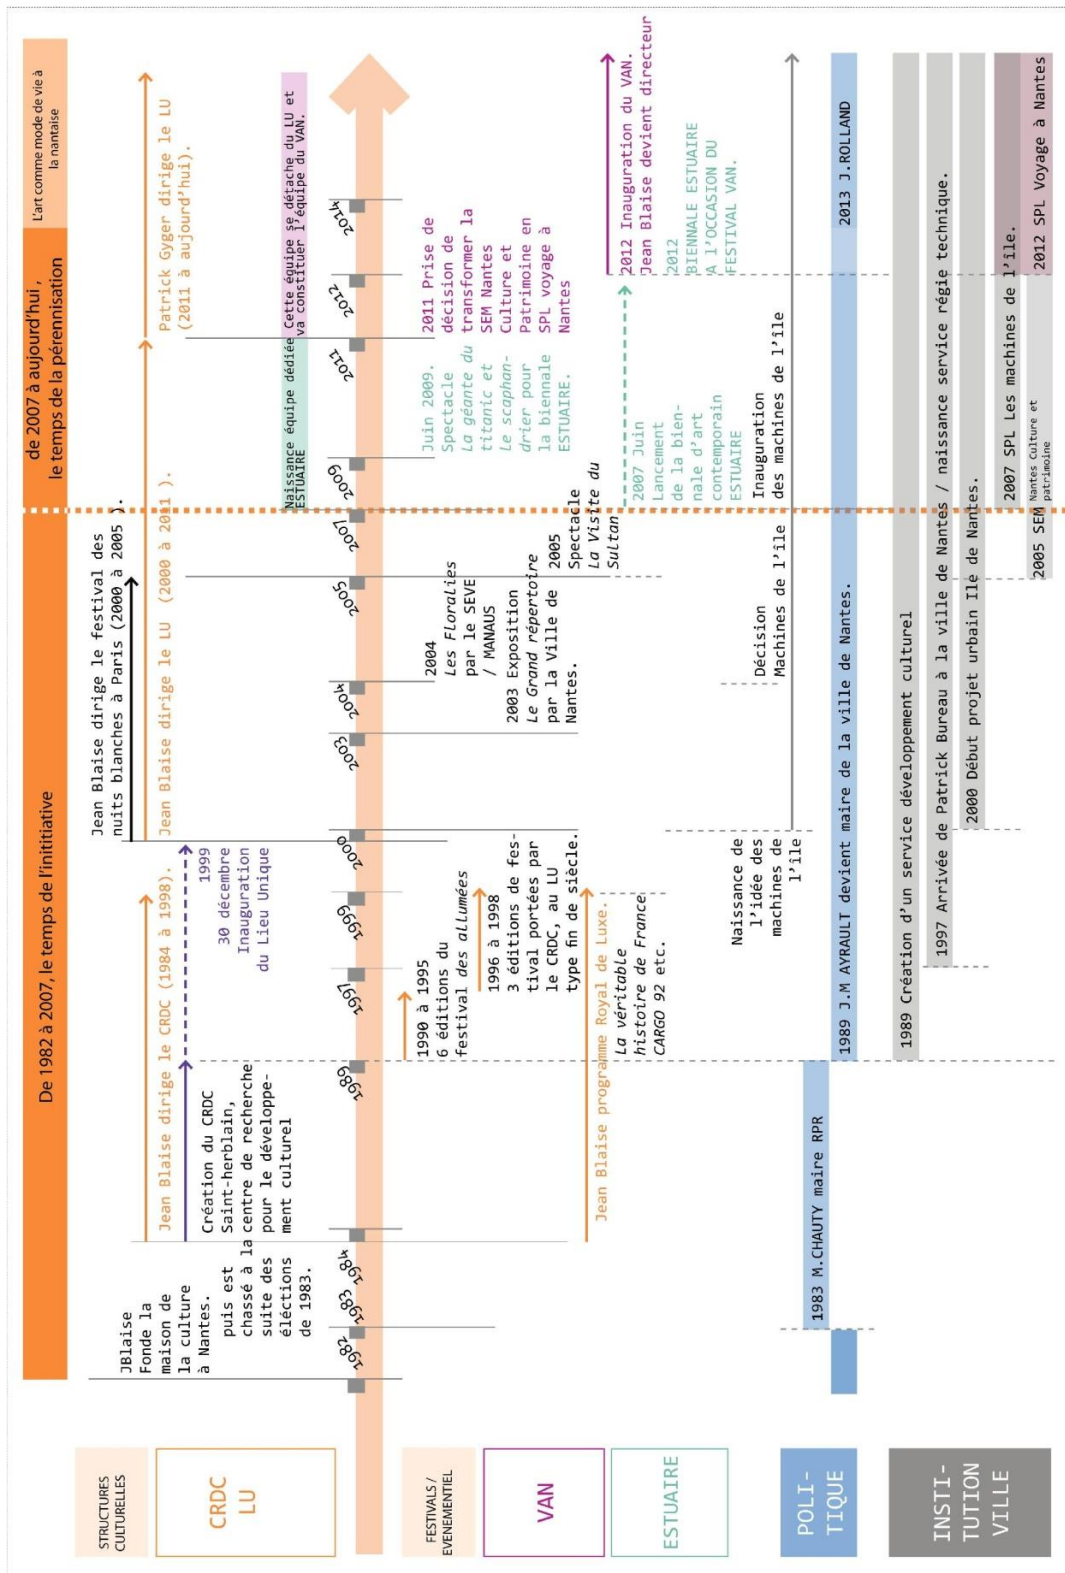 De 1982 à 2007, le temps de l'inititiative
de 2007 à aujourd'hui ,
le temps de la pérennisation
L'art comme mode de vie à
la nantaise
STRUCTURES
CULTURELLES
CRDC
LU
JBlaise
Fonde la
maison de
la culture
à Nantes.
puis est
chassé à la
suite des
éléctions
de 1983.
Jean Blaise dirige le CRDC (1984 à 1998).
Création du CRDC
Saint-herblain,
centre de recherche
pour le développe-
ment culturel
1999
30 décembre
Inauguration
du Lieu Unique
Jean Blaise dirige le festival des
nuits blanches à Paris (2000 à 2005 ).
Jean Blaise dirige le LU (2000 à 2011 ).
Patrick Gyger dirige le LU
(2011 à aujourd'hui).
Naissance équipe dédiée
ESTUAIRE
Cette équipe se détache du LU et
va constituer l'équipe du VAN.
1982
1983
1984
1989
1997
1999
2000
2003
2004
2005
2007
2009
2011
2012
2014
FESTIVALS /
EVENEMENTIEL
VAN
ESTUAIRE
1990 à 1995
6 éditions du
festival des allumées
1996 à 1998
3 éditions de fes-
tival portées par
le CRDC, au LU
type fin de siècle.
Jean Blaise programme Royal de Luxe.
La véritable
histoire de France,
CARGO 92 etc.
2004
Les Floralies
par le SEVE
/ MANAUS
2003 Exposition
Le Grand répertoire
par la Ville de
Nantes.
2005
Spectacle
La Visite du
Sultan
Juin 2009.
Spectacle
La géante du
titanic et
Le scaphan-
drier pour
la biennale
ESTUAIRE.
2011 Prise de
décision de
transformer la
SEM Nantes
Culture et
Patrimoine en
SPL voyage à
Nantes
2007 Juin
Lancement
de la bien-
nale d'art
contemporain
ESTUAIRE
2012 Inauguration du VAN.
Jean Blaise devient directeur
2012
BIENNALE ESTUAIRE
A l'OCCASION DU
FESTIVAL VAN.
Naissance de
l'idée des
machines de
l'île
Décision
Machines de l'île
Inauguration
des machines de l'île
POLI-
TIQUE
1983 M.CHAUTY maire RPR
1989 J.M AYRAULT devient maire de la ville de Nantes.
2013 J.ROLLAND
INSTI-
TUTION
VILLE
1989 Création d'un service développement culturel
1997 Arrivée de Patrick Bureau à la ville de Nantes / naissance service régie technique.
2000 Début projet urbain Ile de Nantes.
2007 SPL Les machines de l'île.
2005 SEM
Nantes Culture et
patrimoine
2012 SPL Voyage à Nantes